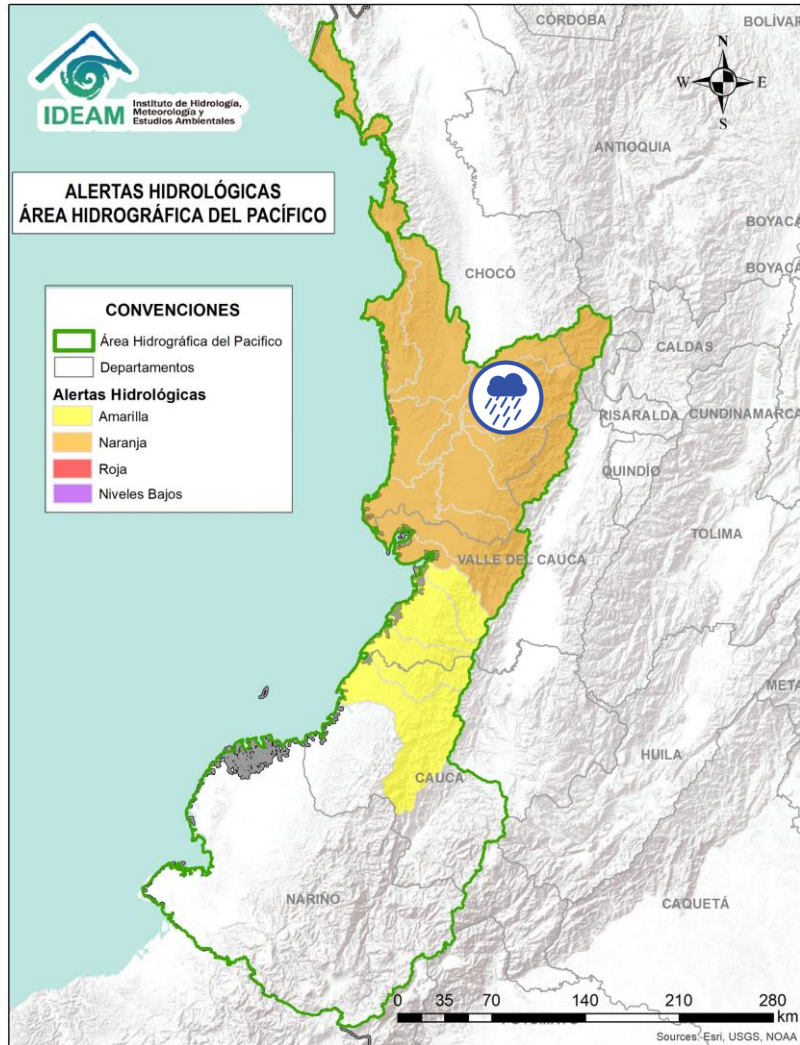 IDEAM
Instituto de Hidrología,
Meteorología y
Estudios Ambientales
ALERTAS HIDROLÓGICAS
ÁREA HIDROGRÁFICA DEL PACÍFICO
CONVENCIONES
Área Hidrográfica del Pacifico
Departamentos
Alertas Hidrológicas
Amarilla
Naranja
Roja
Niveles Bajos
CÓRDOBA
BOLÍVAR
N
W E
S
ANTIOQUIA
BOYACÁ
CHOCÓ
BOYACÁ
CALDAS
RISARALDA
CUNDINAMARCA
QUINDÍO
TOLIMA
VALLE DEL CAUCA
META
HUILA
CAUCA
NARIÑO
CAQUETÁ
0 35 70 140 210 280
km
Sources: Esri, USGS, NOAA